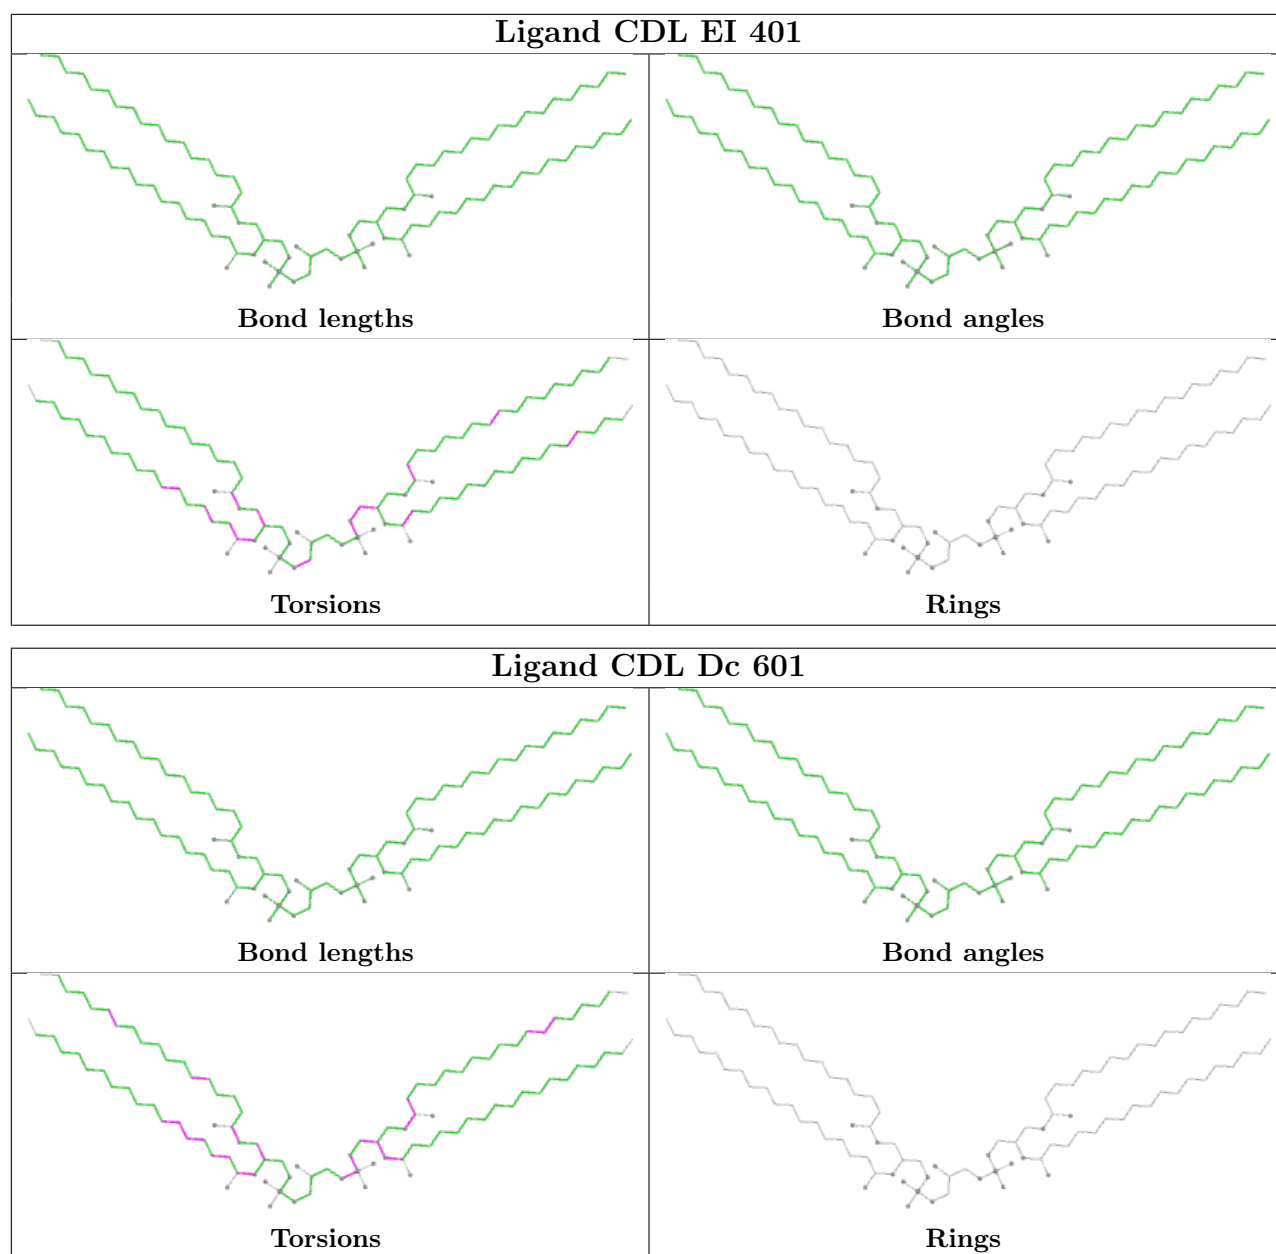 Ligand CDL EI 401
Bond lengths
Bond angles
Torsions
Rings
Ligand CDL Dc 601
Bond lengths
Bond angles
Torsions
Rings